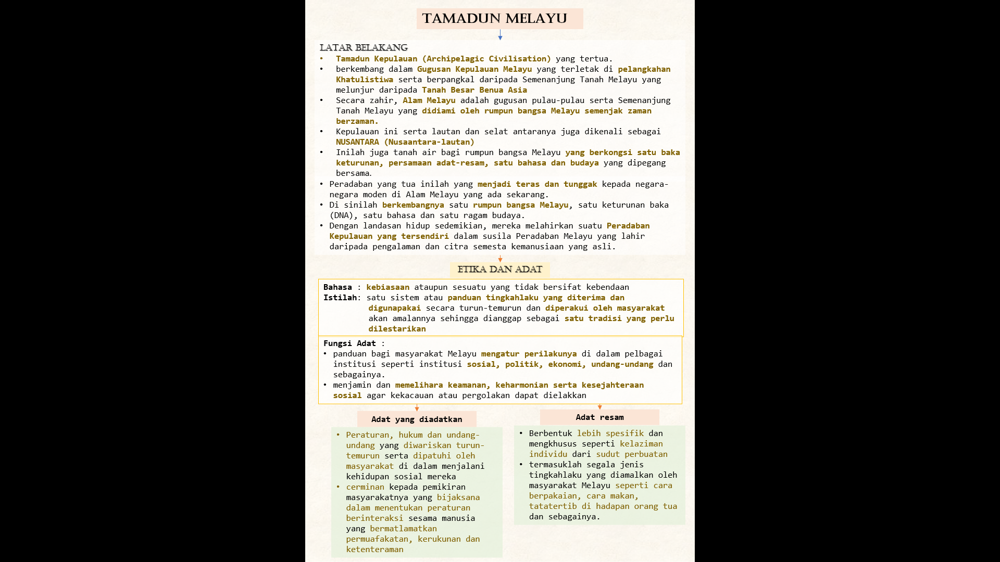 TAMADUN MELAYU
LATAR BELAKANG
• Tamadun Kepulauan (Archipelagic Civilisation) yang tertua.
• berkembang dalam Gugusan Kepulauan Melayu yang terletak di pelangkahan
Khatulistiwa serta berpangkal daripada Semenanjung Tanah Melayu yang
melunjur daripada Tanah Besar Benua Asia
• Secara zahir, Alam Melayu adalah gugusan pulau-pulau serta Semenanjung
Tanah Melayu yang didiami oleh rumpun bangsa Melayu semenjak zaman
berzaman.
• Kepulauan ini serta lautan dan selat antaranya juga dikenali sebagai
NUSANTARA (Nusaantara-lautan)
• Inilah juga tanah air bagi rumpun bangsa Melayu yang berkongsi satu baka
keturunan, persamaan adat-resam, satu bahasa dan budaya yang dipegang
bersama.
• Peradaban yang tua inilah yang menjadi teras dan tunggak kepada negara-
negara moden di Alam Melayu yang ada sekarang.
• Di sinilah berkembangnya satu rumpun bangsa Melayu, satu keturunan baka
(DNA), satu bahasa dan satu ragam budaya.
• Dengan landasan hidup sedemikian, mereka melahirkan suatu Peradaban
Kepulauan yang tersendiri dalam susila Peradaban Melayu yang lahir
daripada pengalaman dan citra semesta kemanusiaan yang asli.
ETIKA DAN ADAT
Bahasa : kebiasaan ataupun sesuatu yang tidak bersifat kebendaan
Istilah: satu sistem atau panduan tingkahlaku yang diterima dan
digunapakai secara turun-temurun dan diperakui oleh masyarakat
akan amalannya sehingga dianggap sebagai satu tradisi yang perlu
dilestarikan
Fungsi Adat :
• panduan bagi masyarakat Melayu mengatur perilakunya di dalam pelbagai
institusi seperti institusi sosial, politik, ekonomi, undang-undang dan
sebagainya.
• menjamin dan memelihara keamanan, keharmonian serta kesejahteraan
sosial agar kekacauan atau pergolakan dapat dielakkan
Adat yang diadatkan
• Peraturan, hukum dan undang-
undang yang diwariskan turun-
temurun serta dipatuhi oleh
masyarakat di dalam menjalani
kehidupan sosial mereka
• cerminan kepada pemikiran
masyarakatnya yang bijaksana
dalam menentukan peraturan
berinteraksi sesama manusia
yang bermatlamatkan
permuafakatan, kerukunan dan
ketenteraman
Adat resam
• Berbentuk lebih spesifik dan
mengkhusus seperti kelaziman
individu dari sudut perbuatan
• termasuklah segala jenis
tingkahlaku yang diamalkan oleh
masyarakat Melayu seperti cara
berpakaian, cara makan,
tatatertib di hadapan orang tua
dan sebagainya.